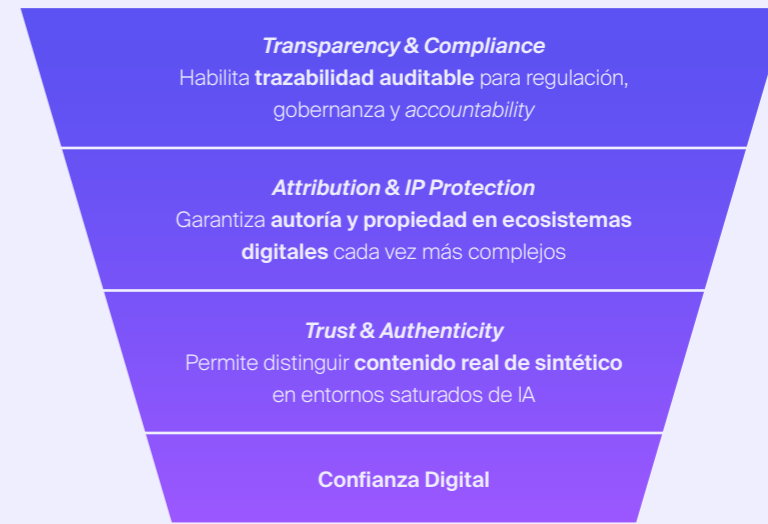 Transparency & Compliance
Habilita trazabilidad auditable para regulación,
gobernanza y accountability
Attribution & IP Protection
Garantiza autoría y propiedad en ecosistemas
digitales cada vez más complejos
Trust & Authenticity
Permite distinguir contenido real de sintético
en entornos saturados de IA
Confianza Digital